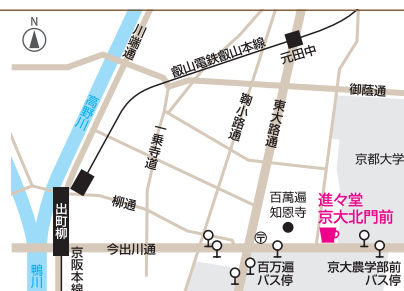 N
川端通
叡山電鉄叡山本線
元田中
御蔭通
高野川
鞠小路通
東大路通
一乗寺道
京都大学
柳通
百萬遍
知恩寺
進々堂
京大北門前
出町柳
今出川通
鴨川
京阪本線
百万遍
バス停
京大農学部前
バス停